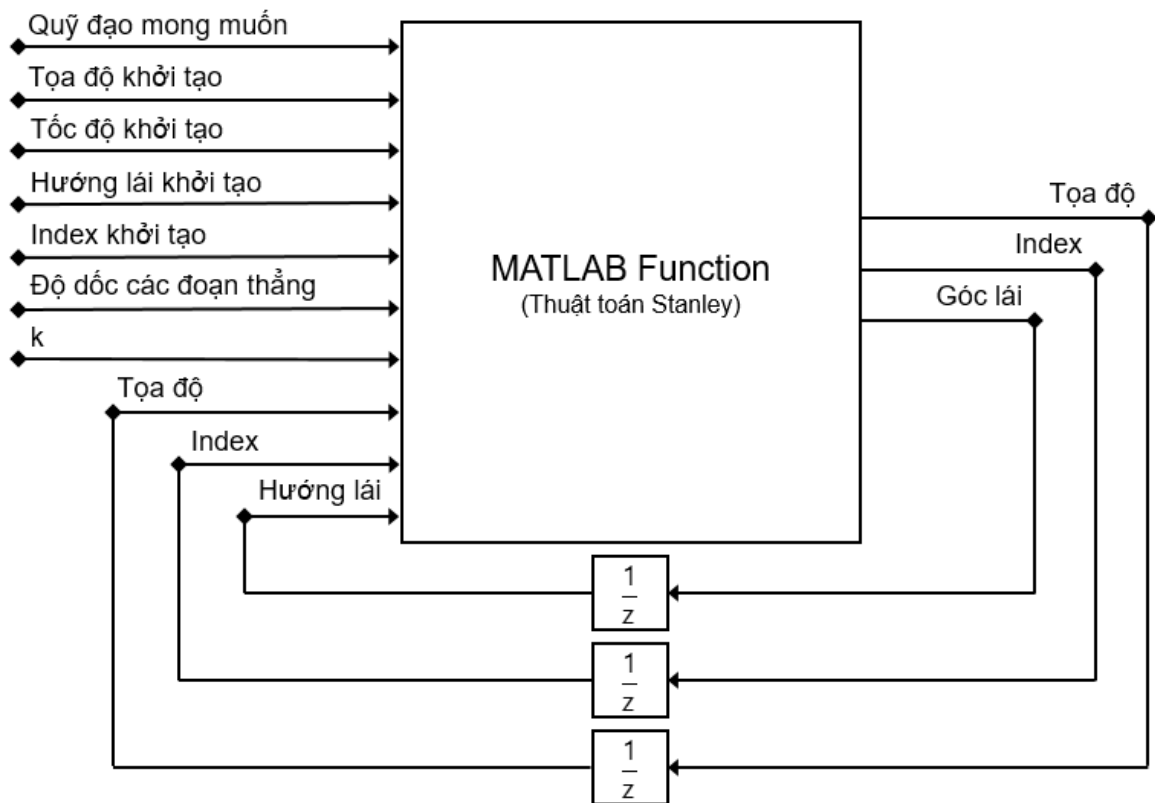 Quỹ đạo mong muốn
Tọa độ khởi tạo
Tốc độ khởi tạo
Hướng lái khởi tạo
Index khởi tạo
Độ dốc các đoạn thẳng
k
Tọa độ
Index
Hướng lái
MATLAB Function
(Thuật toán Stanley)
Tọa độ
Index
Góc lái
1
z
1
z
1
z